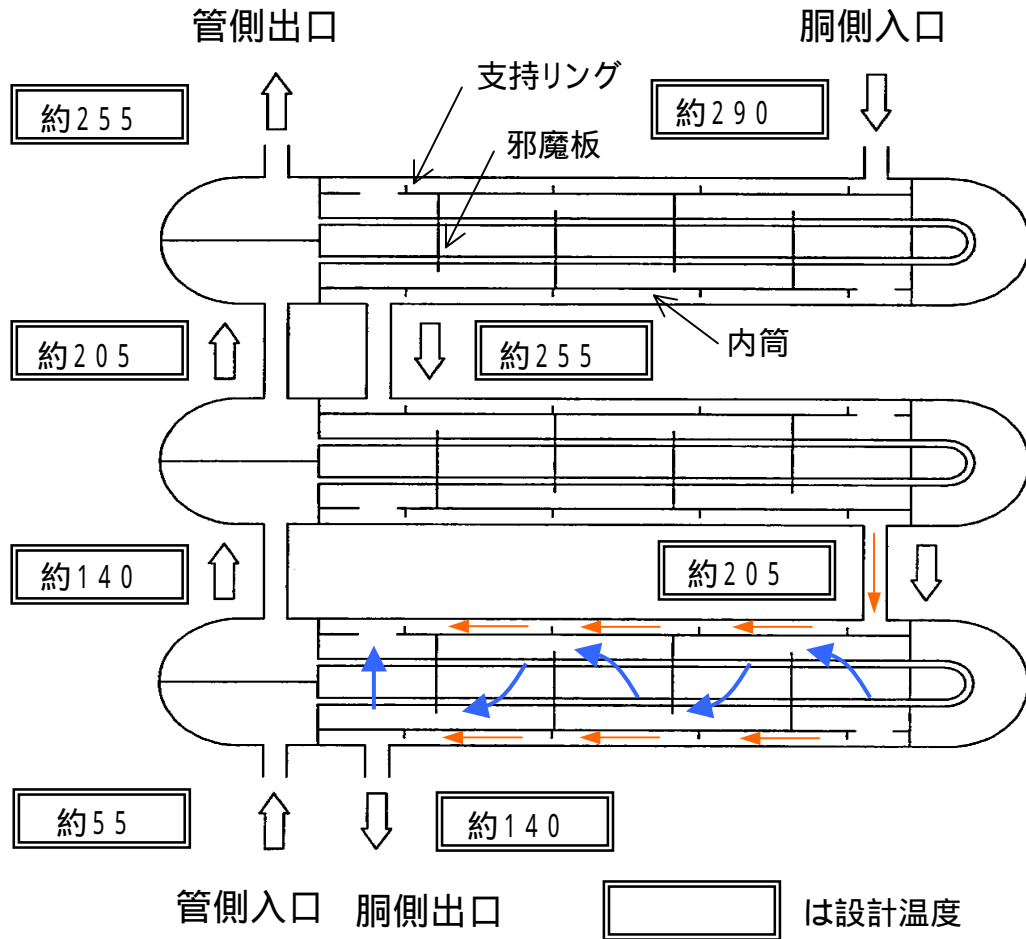 管側出口
胴側入口
支持リング
約255
約290
邪魔板
約205
約255
内筒
約140
約205
約55
約140
管側入口
胴側出口
は設計温度